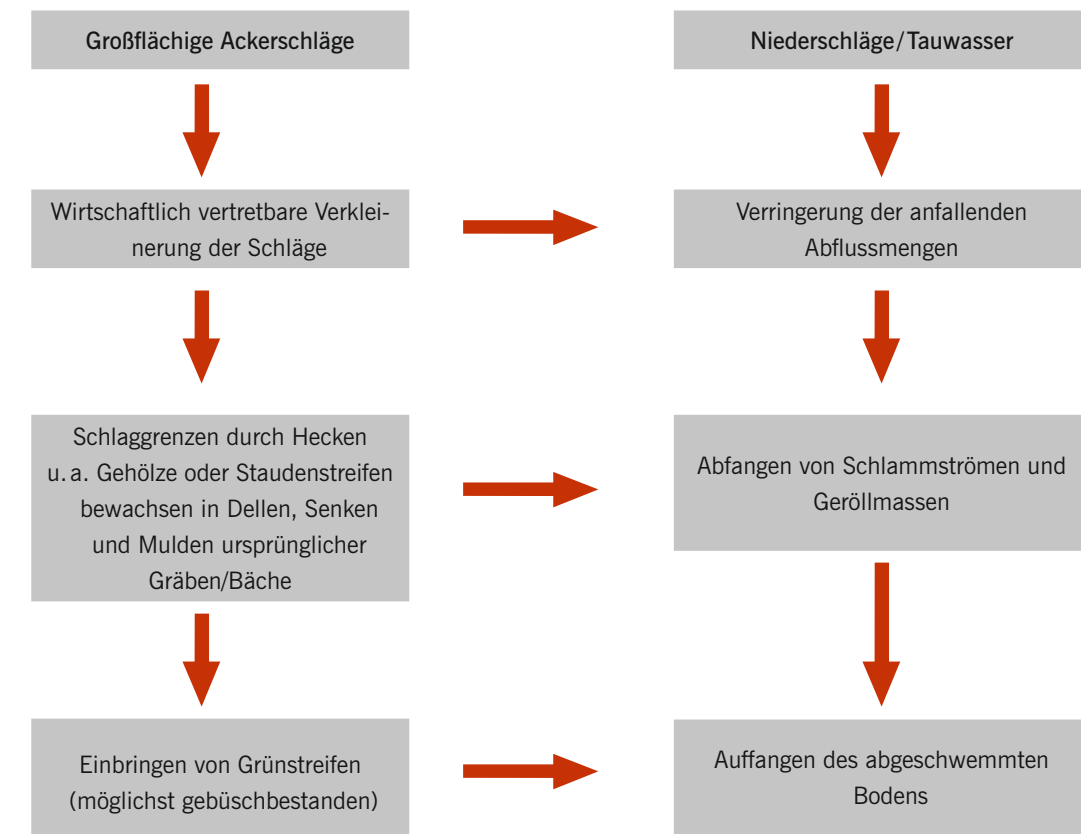 Großflächige Ackerschläge
Niederschläge/Tauwasser
Wirtschaftlich vertretbare Verklei-
nerung der Schläge
Verringerung der anfallenden
Abflussmengen
Schlaggrenzen durch Hecken
u. a. Gehölze oder Staudenstreifen
bewachsen in Dellen, Senken
und Mulden ursprünglicher
Gräben/Bäche
Abfangen von Schlammströmen und
Geröllmassen
Einbringen von Grünstreifen
(möglichst gebüschbestanden)
Auffangen des abgeschwemmten
Bodens